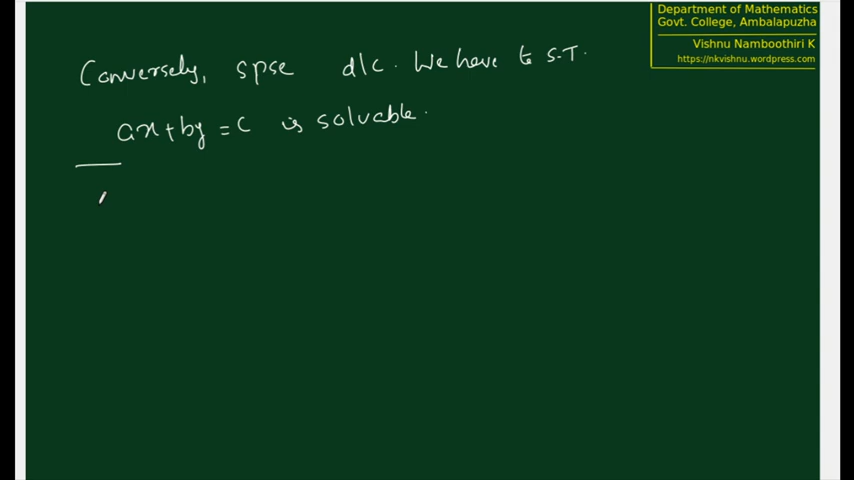 Department of Mathematics
Govt. College, Ambalapuzha
Vishnu Namboothiri K
https://nkvishnu.wordpress.com
Conversely, spse d|c. We have to S.T.
ax+by = c is solvable.